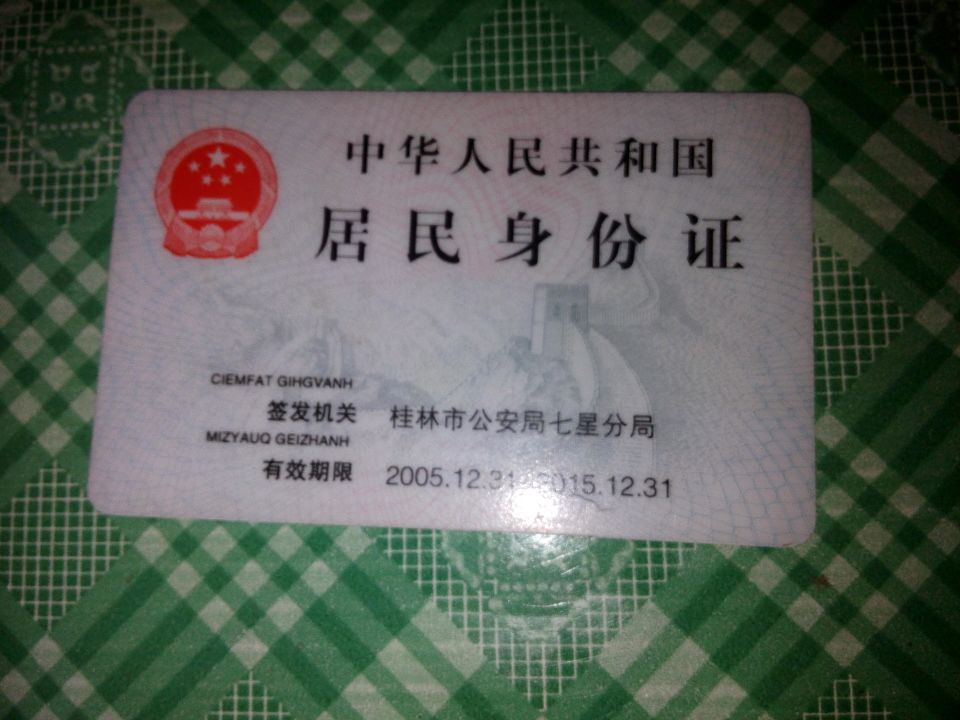 中华人民共和国
居民身份证
CIEMFAT GIHGVANH
签发机关 桂林市公安局七星分局
MIZYAUQ GEIZHANH
有效期限 2005.12.31-2015.12.31